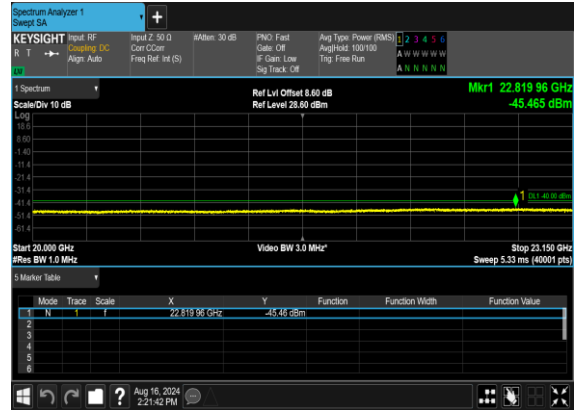 Spectrum Analyzer 1
Swept SA
+
KEYSIGHT Input: RF Input Z: 50 Ω #Atten: 30 dB PNO: Fast Avg Type: Power (RMS) 1 2 3 4 5 6
R T Coupling: DC Corr CCorr Gate: Off Avg|Hold: 100/100 A W W W W W
Align: Auto Freq Ref: Int (S) IF Gain: Low Trig: Free Run
Sig Track: Off A N N N N N
1 Spectrum Ref Lvl Offset 8.60 dB Mkr1 22.819 96 GHz
Scale/Div 10 dB Ref Level 28.60 dBm -45.465 dBm
Log
18.6
8.60
-1.40
-11.4
-21.4
-31.4
1 DL1 -40.00 dBm
-41.4
-51.4
-61.4
Start 20.000 GHz Video BW 3.0 MHz* Stop 23.150 GHz
#Res BW 1.0 MHz Sweep 5.33 ms (40001 pts)
5 Marker Table
Mode Trace Scale X Y Function Function Width Function Value
1 N 1 f 22.819 96 GHz -45.46 dBm
2
3
4
5
6
? Aug 16, 2024
2:21:42 PM